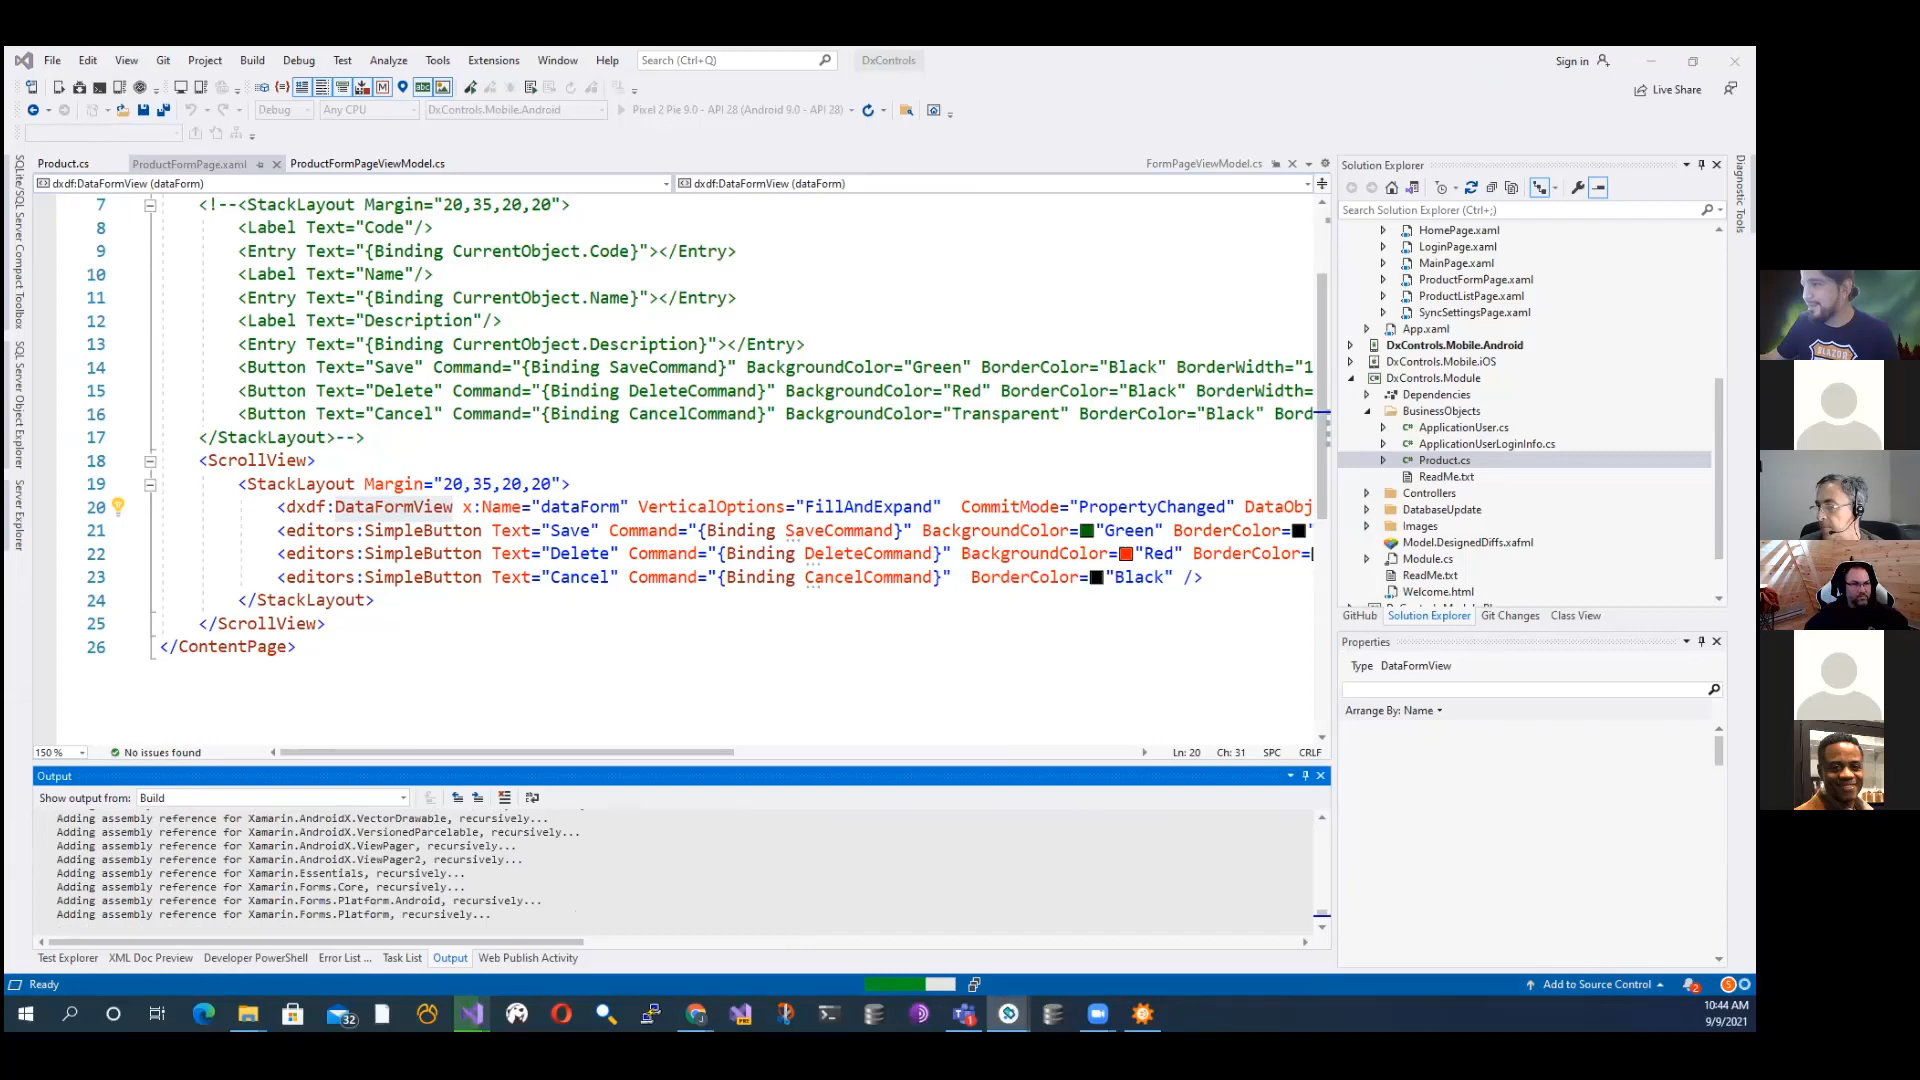 File Edit View Git Project Build Debug Test Analyze Tools Extensions Window Help Search (Ctrl+Q) DxControls Sign in
Live Share
Debug Any CPU DxControls.Mobile.Android Pixel 2 Pie 9.0 - API 28 (Android 9.0 - API 28)
SQLite/SQL Server Compact Toolbox
SQL Server Object Explorer
Server Explorer
Product.cs ProductFormPage.xaml ProductFormPageViewModel.cs FormPageViewModel.cs
dxdf:DataFormView (dataForm) dxdf:DataFormView (dataForm)
7 <!--<StackLayout Margin="20,35,20,20">
8 <Label Text="Code"/>
9 <Entry Text="{Binding CurrentObject.Code}"></Entry>
10 <Label Text="Name"/>
11 <Entry Text="{Binding CurrentObject.Name}"></Entry>
12 <Label Text="Description"/>
13 <Entry Text="{Binding CurrentObject.Description}"></Entry>
14 <Button Text="Save" Command="{Binding SaveCommand}" BackgroundColor="Green" BorderColor="Black" BorderWidth="1
15 <Button Text="Delete" Command="{Binding DeleteCommand}" BackgroundColor="Red" BorderColor="Black" BorderWidth=
16 <Button Text="Cancel" Command="{Binding CancelCommand}" BackgroundColor="Transparent" BorderColor="Black" Bord
17 </StackLayout>-->
18 <ScrollView>
19 <StackLayout Margin="20,35,20,20">
20 <dxdf:DataFormView x:Name="dataForm" VerticalOptions="FillAndExpand" CommitMode="PropertyChanged" DataObj
21 <editors:SimpleButton Text="Save" Command="{Binding SaveCommand}" BackgroundColor="Green" BorderColor="
22 <editors:SimpleButton Text="Delete" Command="{Binding DeleteCommand}" BackgroundColor="Red" BorderColor=
23 <editors:SimpleButton Text="Cancel" Command="{Binding CancelCommand}" BorderColor="Black" />
24 </StackLayout>
25 </ScrollView>
26 </ContentPage>
150 % No issues found Ln: 20 Ch: 31 SPC CRLF
Output
Show output from: Build
Adding assembly reference for Xamarin.AndroidX.VectorDrawable, recursively...
Adding assembly reference for Xamarin.AndroidX.VersionedParcelable, recursively...
Adding assembly reference for Xamarin.AndroidX.ViewPager, recursively...
Adding assembly reference for Xamarin.AndroidX.ViewPager2, recursively...
Adding assembly reference for Xamarin.Essentials, recursively...
Adding assembly reference for Xamarin.Forms.Core, recursively...
Adding assembly reference for Xamarin.Forms.Platform.Android, recursively...
Adding assembly reference for Xamarin.Forms.Platform, recursively...
Test Explorer XML Doc Preview Developer PowerShell Error List ... Task List Output Web Publish Activity
Solution Explorer
Search Solution Explorer (Ctrl+;)
HomePage.xaml
LoginPage.xaml
MainPage.xaml
ProductFormPage.xaml
ProductListPage.xaml
SyncSettingsPage.xaml
App.xaml
DxControls.Mobile.Android
DxControls.Mobile.iOS
DxControls.Module
Dependencies
BusinessObjects
ApplicationUser.cs
ApplicationUserLoginInfo.cs
Product.cs
ReadMe.txt
Controllers
DatabaseUpdate
Images
Model.DesignedDiffs.xafml
Module.cs
ReadMe.txt
Welcome.html
GitHub Solution Explorer Git Changes Class View
Properties
Type DataFormView
Arrange By: Name
Diagnostic Tools
BLAZOR
Ready Add to Source Control 2 5
32 1 10:44 AM
9/9/2021